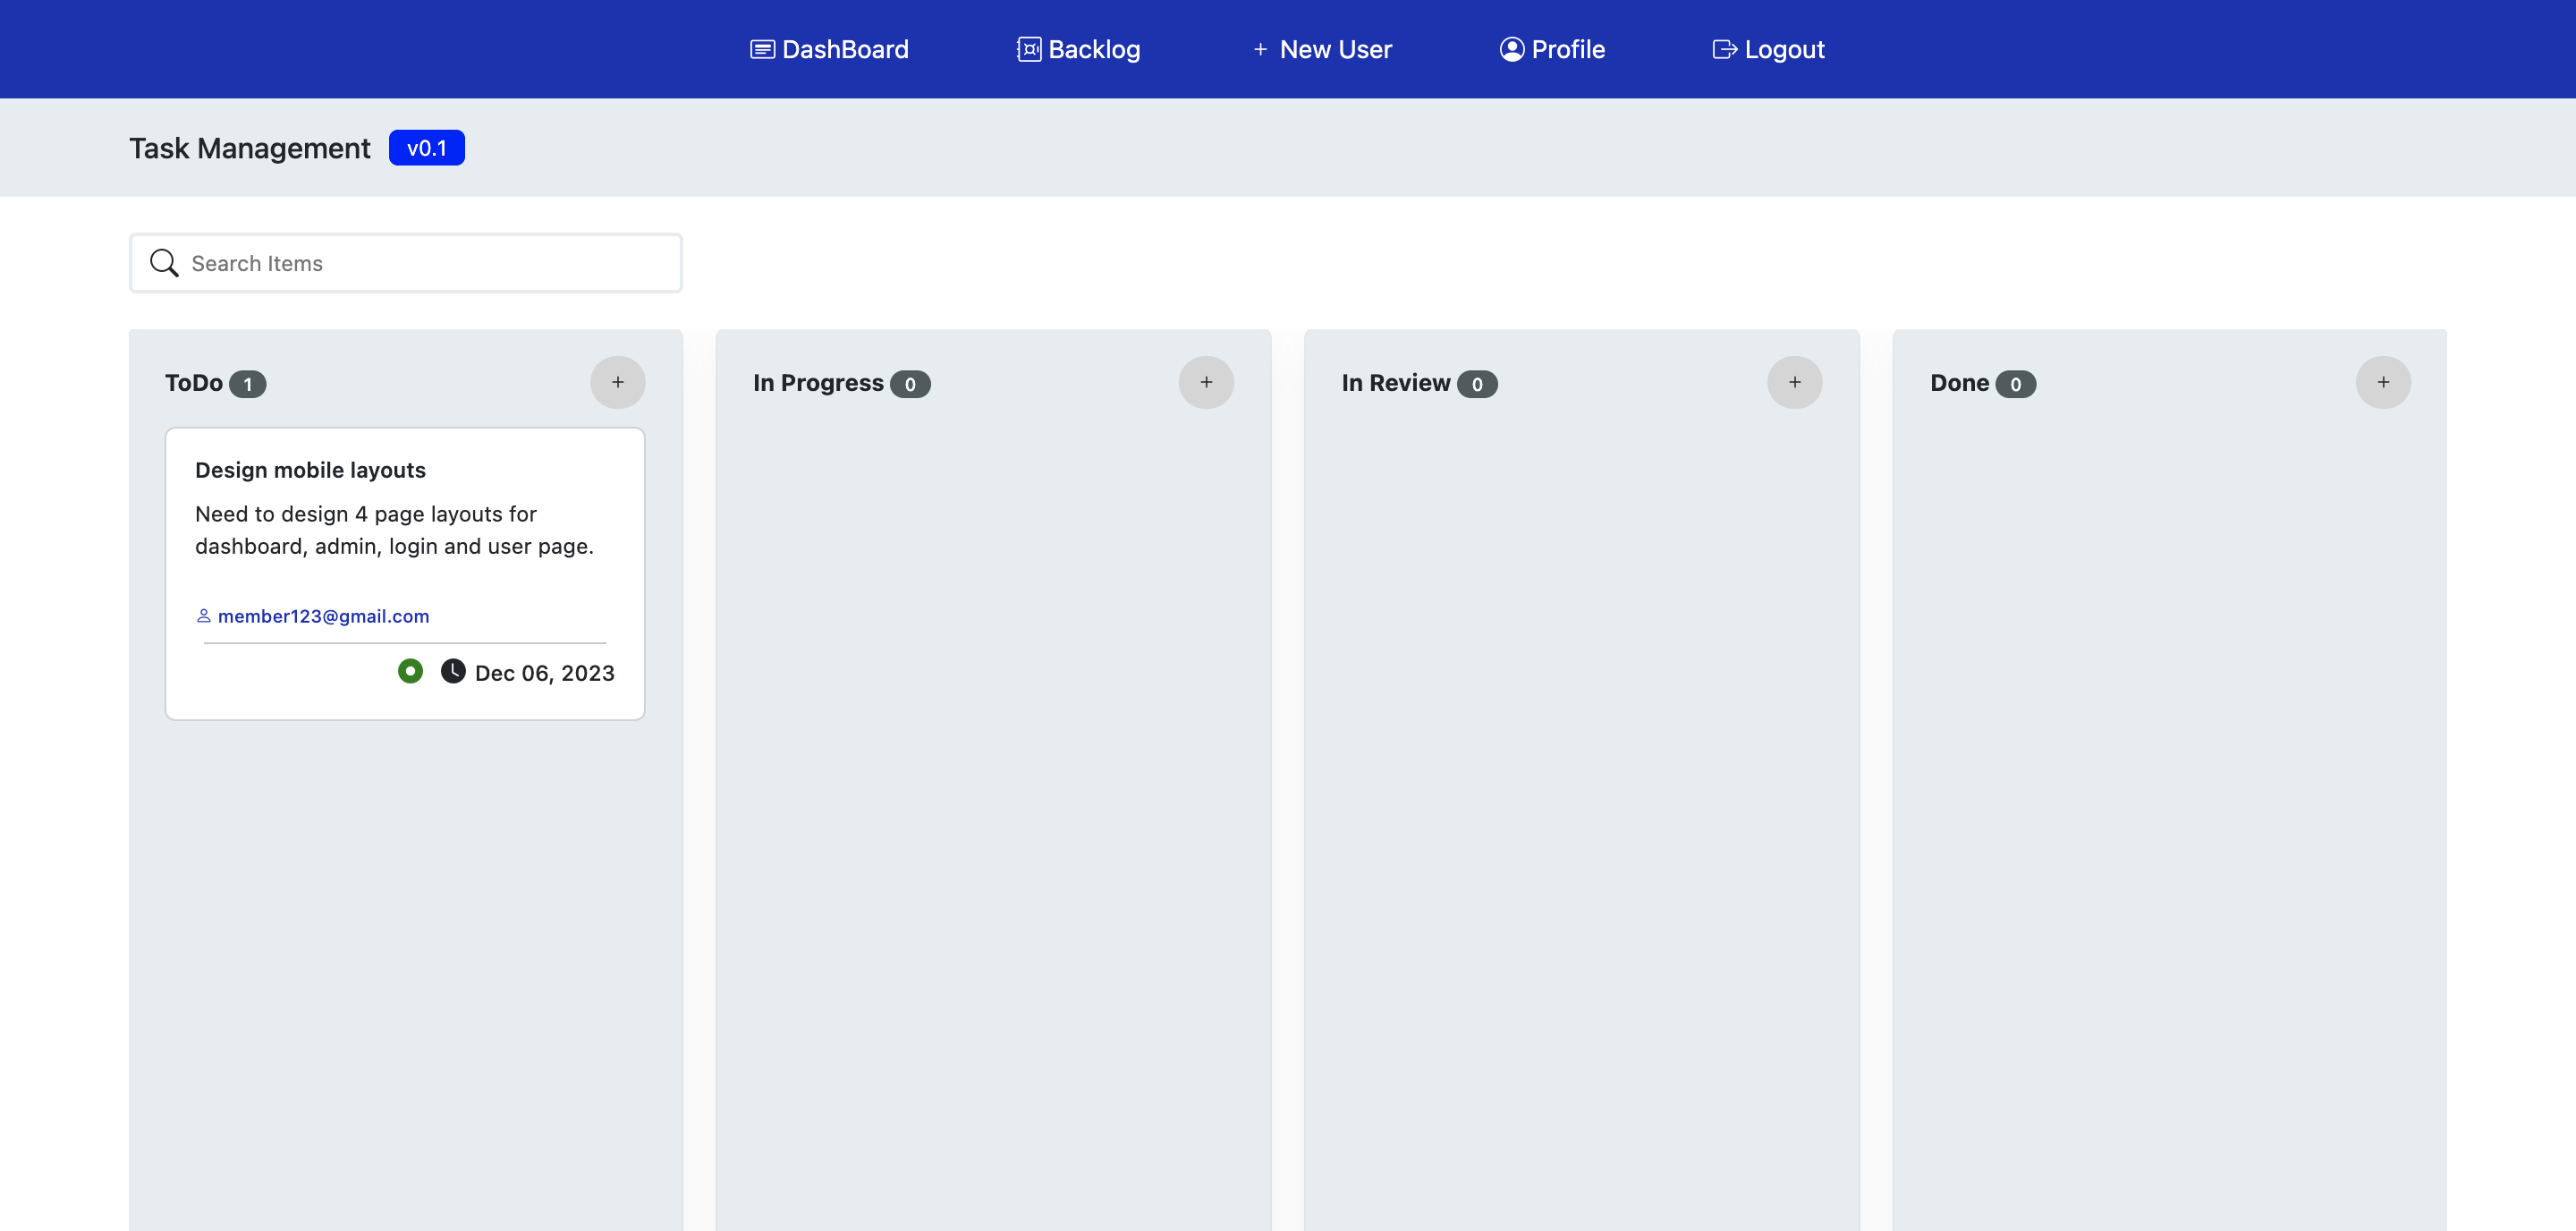 DashBoard
Backlog
+ New User
Profile
Logout
Task Management
v0.1
Search Items
ToDo 1 +
In Progress 0 +
In Review 0 +
Done 0 +
Design mobile layouts
Need to design 4 page layouts for
dashboard, admin, login and user page.
member123@gmail.com
Dec 06, 2023